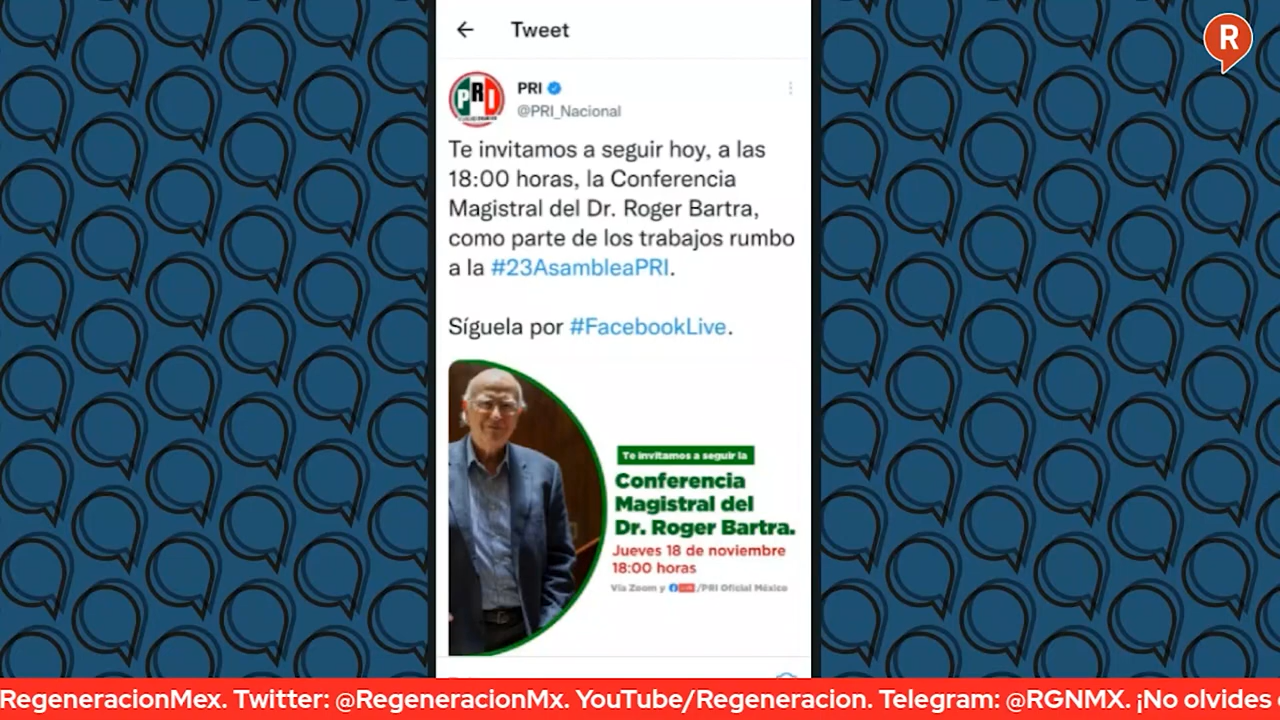 Tweet
R
PRI
PRI
@PRI_Nacional
Te invitamos a seguir hoy, a las
18:00 horas, la Conferencia
Magistral del Dr. Roger Bartra,
como parte de los trabajos rumbo
a la #23AsambleaPRI.
Síguela por #FacebookLive.
Te invitamos a seguir la
Conferencia
Magistral del
Dr. Roger Bartra.
Jueves 18 de noviembre
18:00 horas
Vía Zoom y /PRI Oficial México
RegeneracionMex. Twitter: @RegeneracionMx. YouTube/Regeneracion. Telegram: @RGNMX. ¡No olvides